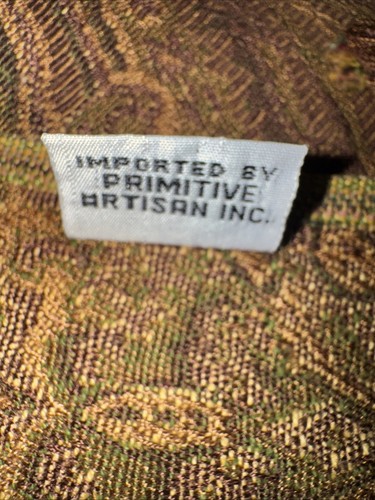 IMPORTED BY
PRIMITIVE
ARTISAN INC.